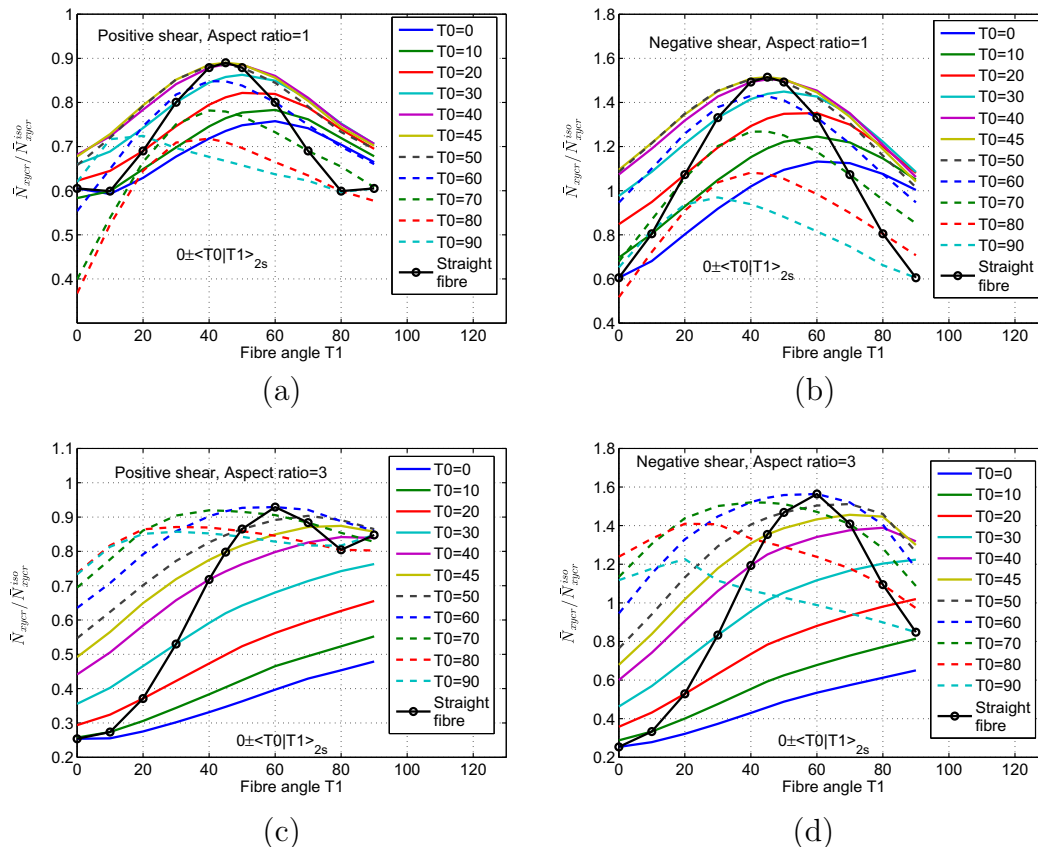 Positive shear, Aspect ratio=1
N̄xycr/N̄^iso xycr
0.9
0.8
0.7
0.6
0.5
0.4
0±<T0|T1>2s
0 20 40 60 80 100 120
Fibre angle T1
T0=0
T0=10
T0=20
T0=30
T0=40
T0=45
T0=50
T0=60
T0=70
T0=80
T0=90
Straight
fibre
1
(a)
Negative shear, Aspect ratio=1
N̄xycr/N̄^iso xycr
1.8
1.6
1.4
1.2
1
0.8
0.6
0.4
0±<T0|T1>2s
0 20 40 60 80 100 120
Fibre angle T1
T0=0
T0=10
T0=20
T0=30
T0=40
T0=45
T0=50
T0=60
T0=70
T0=80
T0=90
Straight
fibre
(b)
Positive shear, Aspect ratio=3
N̄xycr/N̄^iso xycr
1.1
1
0.9
0.8
0.7
0.6
0.5
0.4
0.3
0.2
0±<T0|T1>2s
0 20 40 60 80 100 120
Fibre angle T1
T0=0
T0=10
T0=20
T0=30
T0=40
T0=45
T0=50
T0=60
T0=70
T0=80
T0=90
Straight
fibre
(c)
Negative shear, Aspect ratio=3
N̄xycr/N̄^iso xycr
1.8
1.6
1.4
1.2
1
0.8
0.6
0.4
0.2
0±<T0|T1>2s
0 20 40 60 80 100 120
Fibre angle T1
T0=0
T0=10
T0=20
T0=30
T0=40
T0=45
T0=50
T0=60
T0=70
T0=80
T0=90
Straight
fibre
(d)